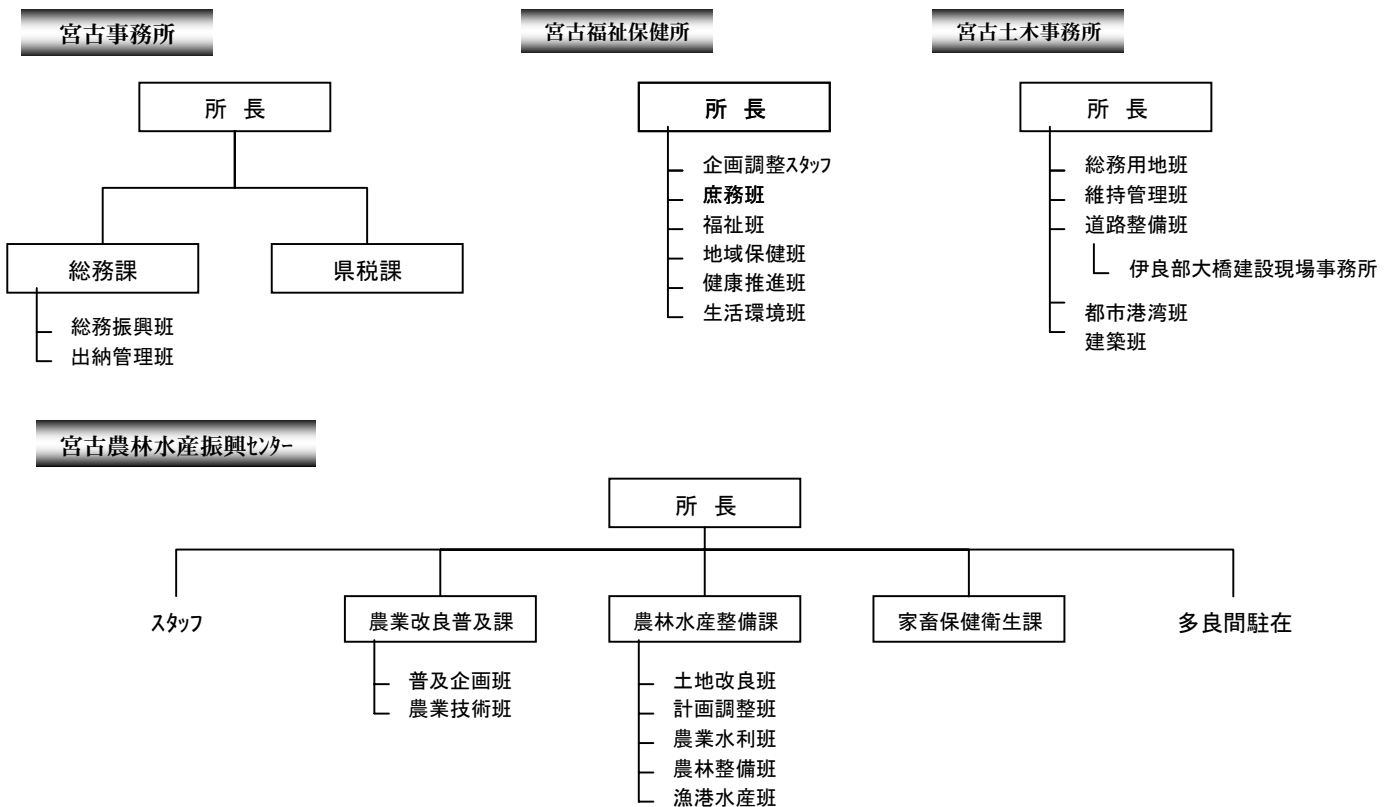 宮古事務所
所 長
総務課
総務振興班
出納管理班
県税課
宮古福祉保健所
所 長
企画調整ｽﾀｯﾌ
庶務班
福祉班
地域保健班
健康推進班
生活環境班
宮古土木事務所
所 長
総務用地班
維持管理班
道路整備班
伊良部大橋建設現場事務所
都市港湾班
建築班
宮古農林水産振興ｾﾝﾀｰ
所 長
ｽﾀｯﾌ
農業改良普及課
普及企画班
農業技術班
農林水産整備課
土地改良班
計画調整班
農業水利班
農林整備班
漁港水産班
家畜保健衛生課
多良間駐在